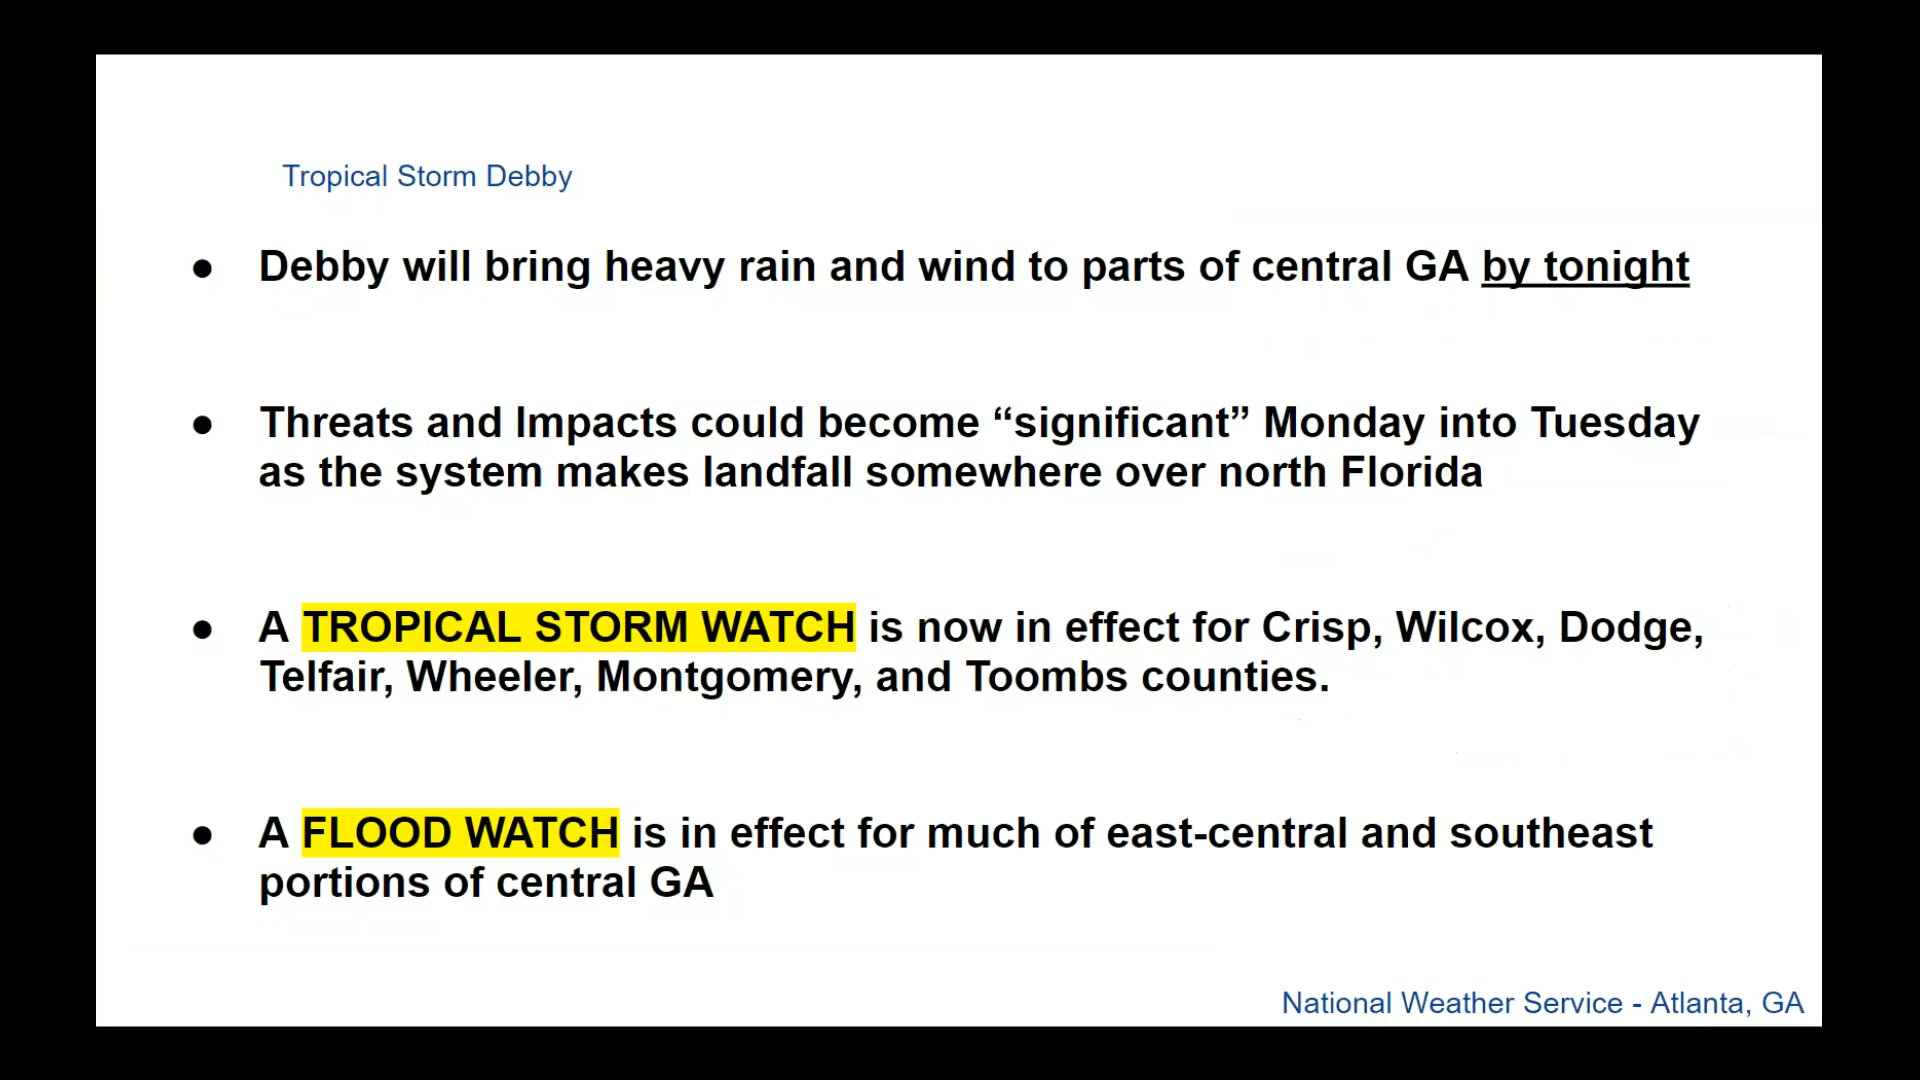 Tropical Storm Debby
● Debby will bring heavy rain and wind to parts of central GA by tonight
● Threats and Impacts could become “significant” Monday into Tuesday
as the system makes landfall somewhere over north Florida
● A TROPICAL STORM WATCH is now in effect for Crisp, Wilcox, Dodge,
Telfair, Wheeler, Montgomery, and Toombs counties.
● A FLOOD WATCH is in effect for much of east-central and southeast
portions of central GA
National Weather Service - Atlanta, GA